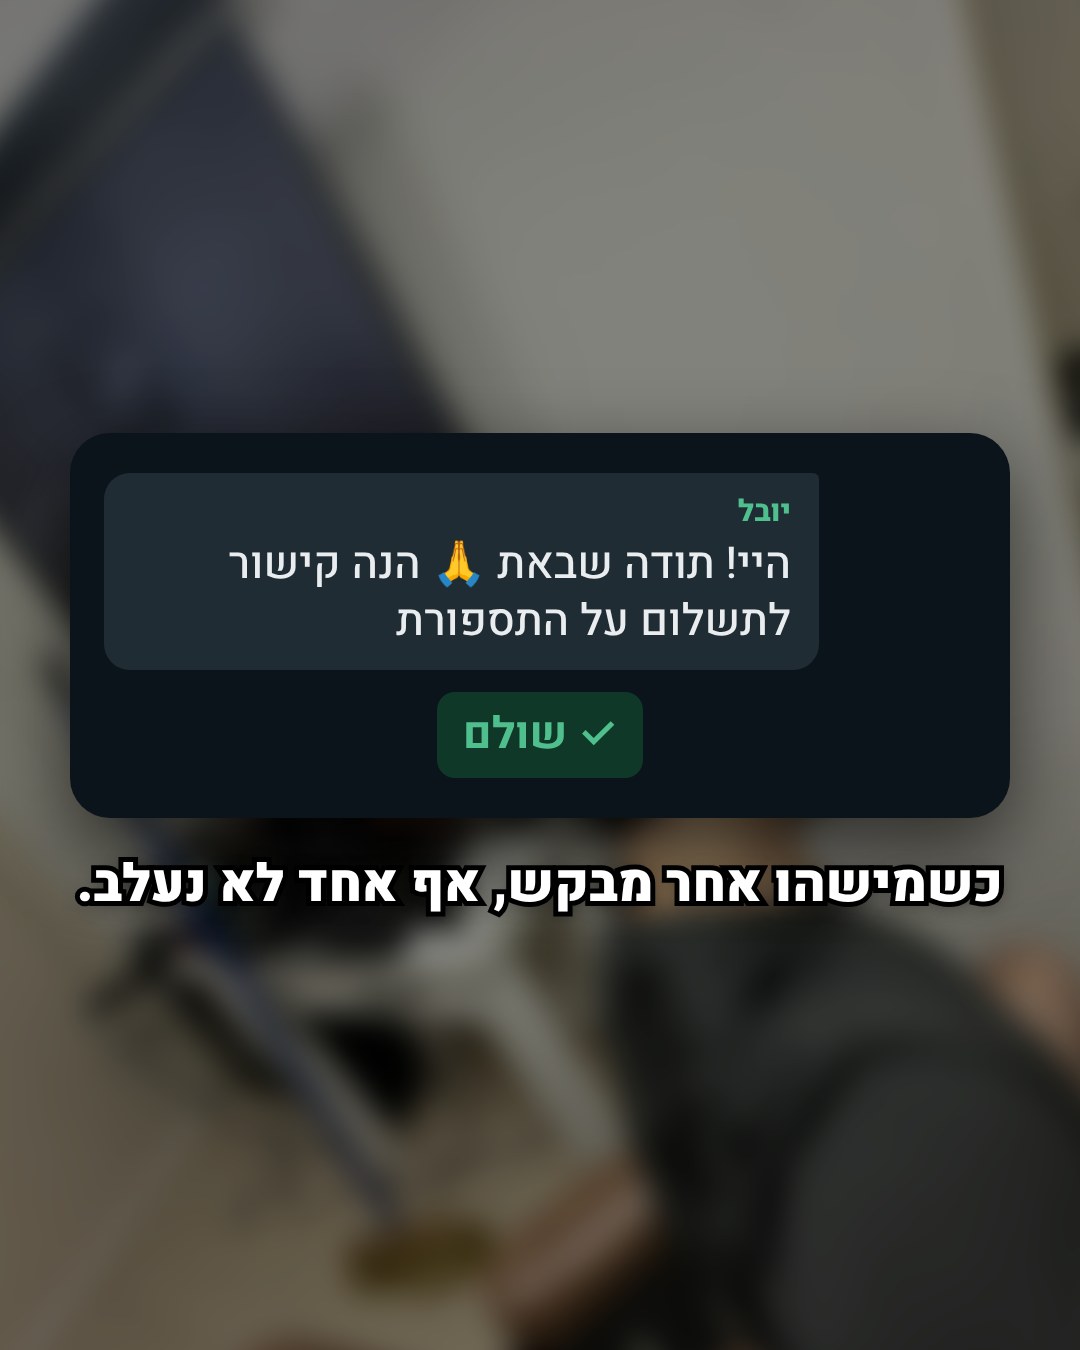 יובל
היי! תודה שבאת 🙏 הנה קישור
לתשלום על התספורת
✓ שולם
כשמישהו אחר מבקש, אף אחד לא נעלב.